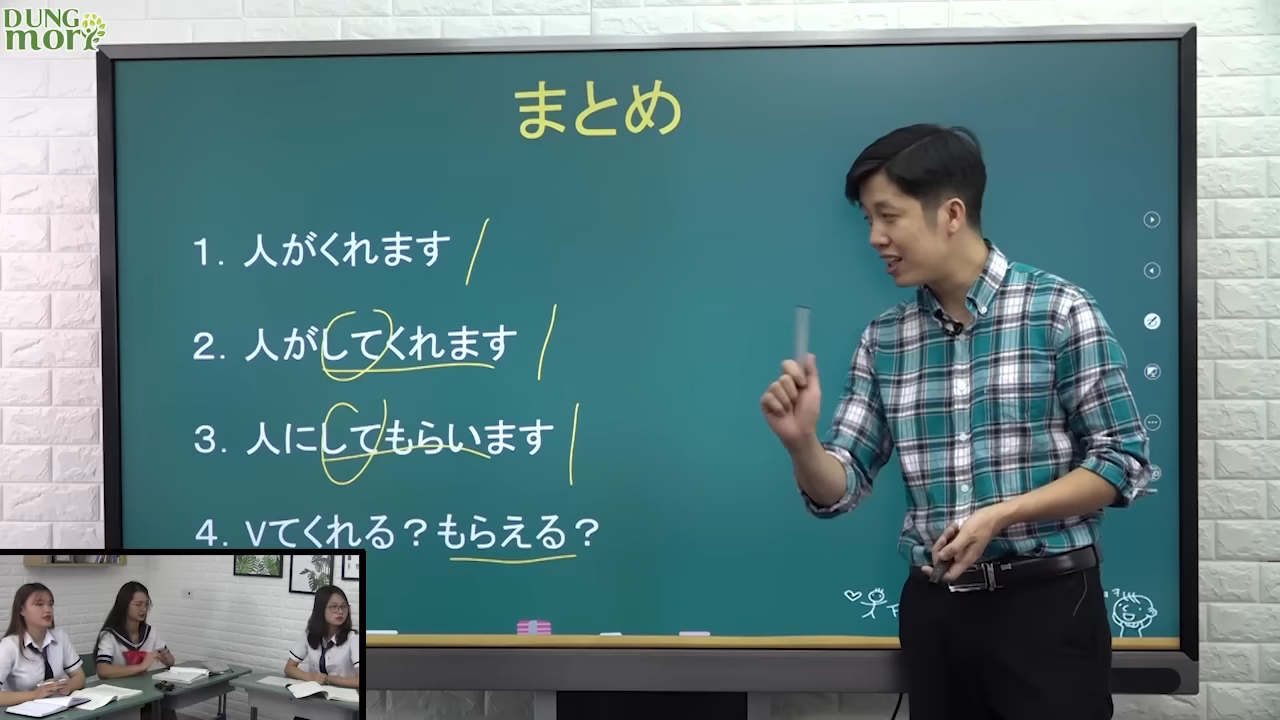 DUNG
mori
まとめ
1. 人がくれます
2. 人がしてくれます
3. 人にしてもらいます
4. Vてくれる？もらえる？